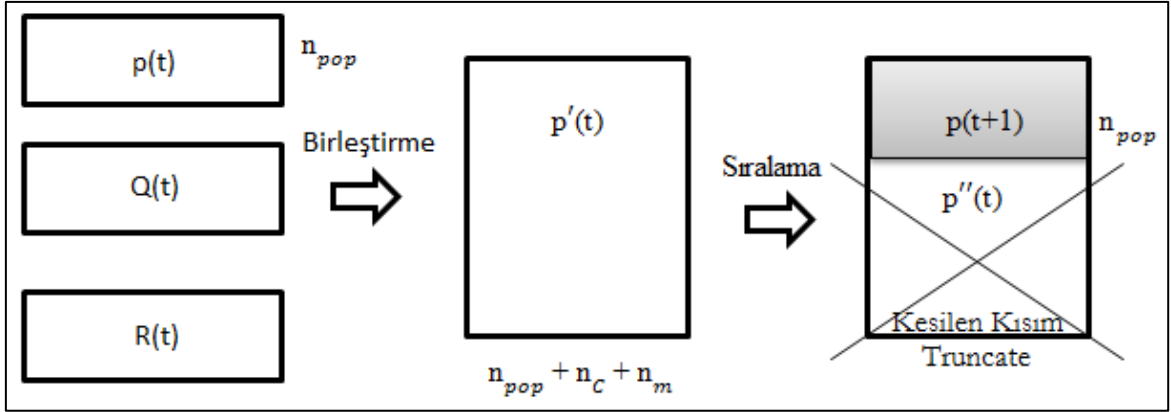 p(t)
n_pop
Q(t)
R(t)
Birleştirme
p′(t)
n_pop + n_C + n_m
Sıralama
p(t+1)
n_pop
p″(t)
Kesilen Kısım
Truncate